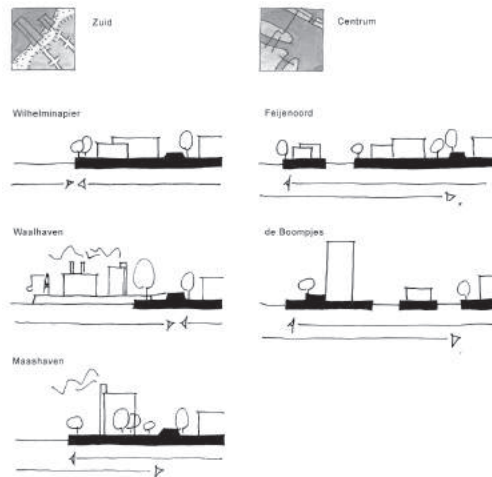 Zuid
Centrum
Wilhelminapier
Feijenoord
Waalhaven
de Boompjes
Maashaven